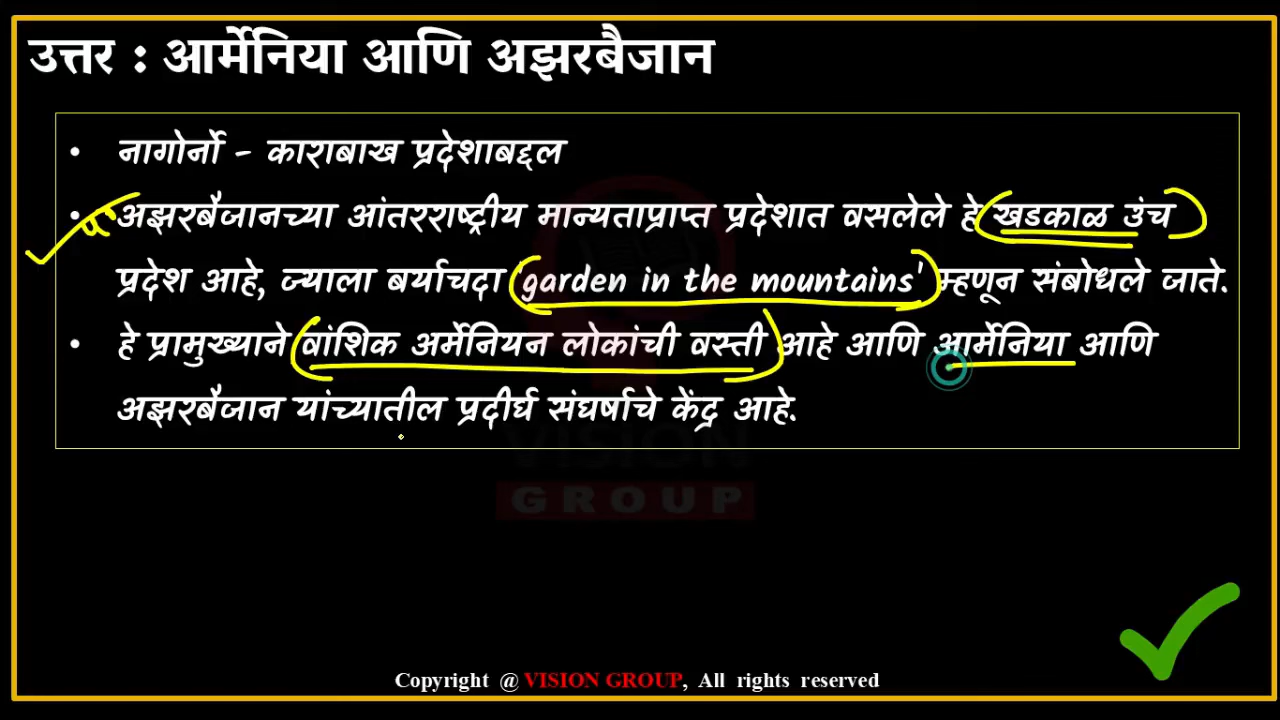 उत्तर : आर्मेनिया आणि अझरबैजान
• नागोर्नो - काराबाख प्रदेशाबद्दल
• अझरबैजानच्या आंतरराष्ट्रीय मान्यताप्राप्त प्रदेशात वसलेले हे खडकाळ उंच
प्रदेश आहे, ज्याला बर्याचदा 'garden in the mountains' म्हणून संबोधले जाते.
• हे प्रामुख्याने वांशिक अर्मेनियन लोकांची वस्ती आहे आणि आर्मेनिया आणि
अझरबैजान यांच्यातील प्रदीर्घ संघर्षाचे केंद्र आहे.
VISION
GROUP
Copyright @ VISION GROUP, All rights reserved